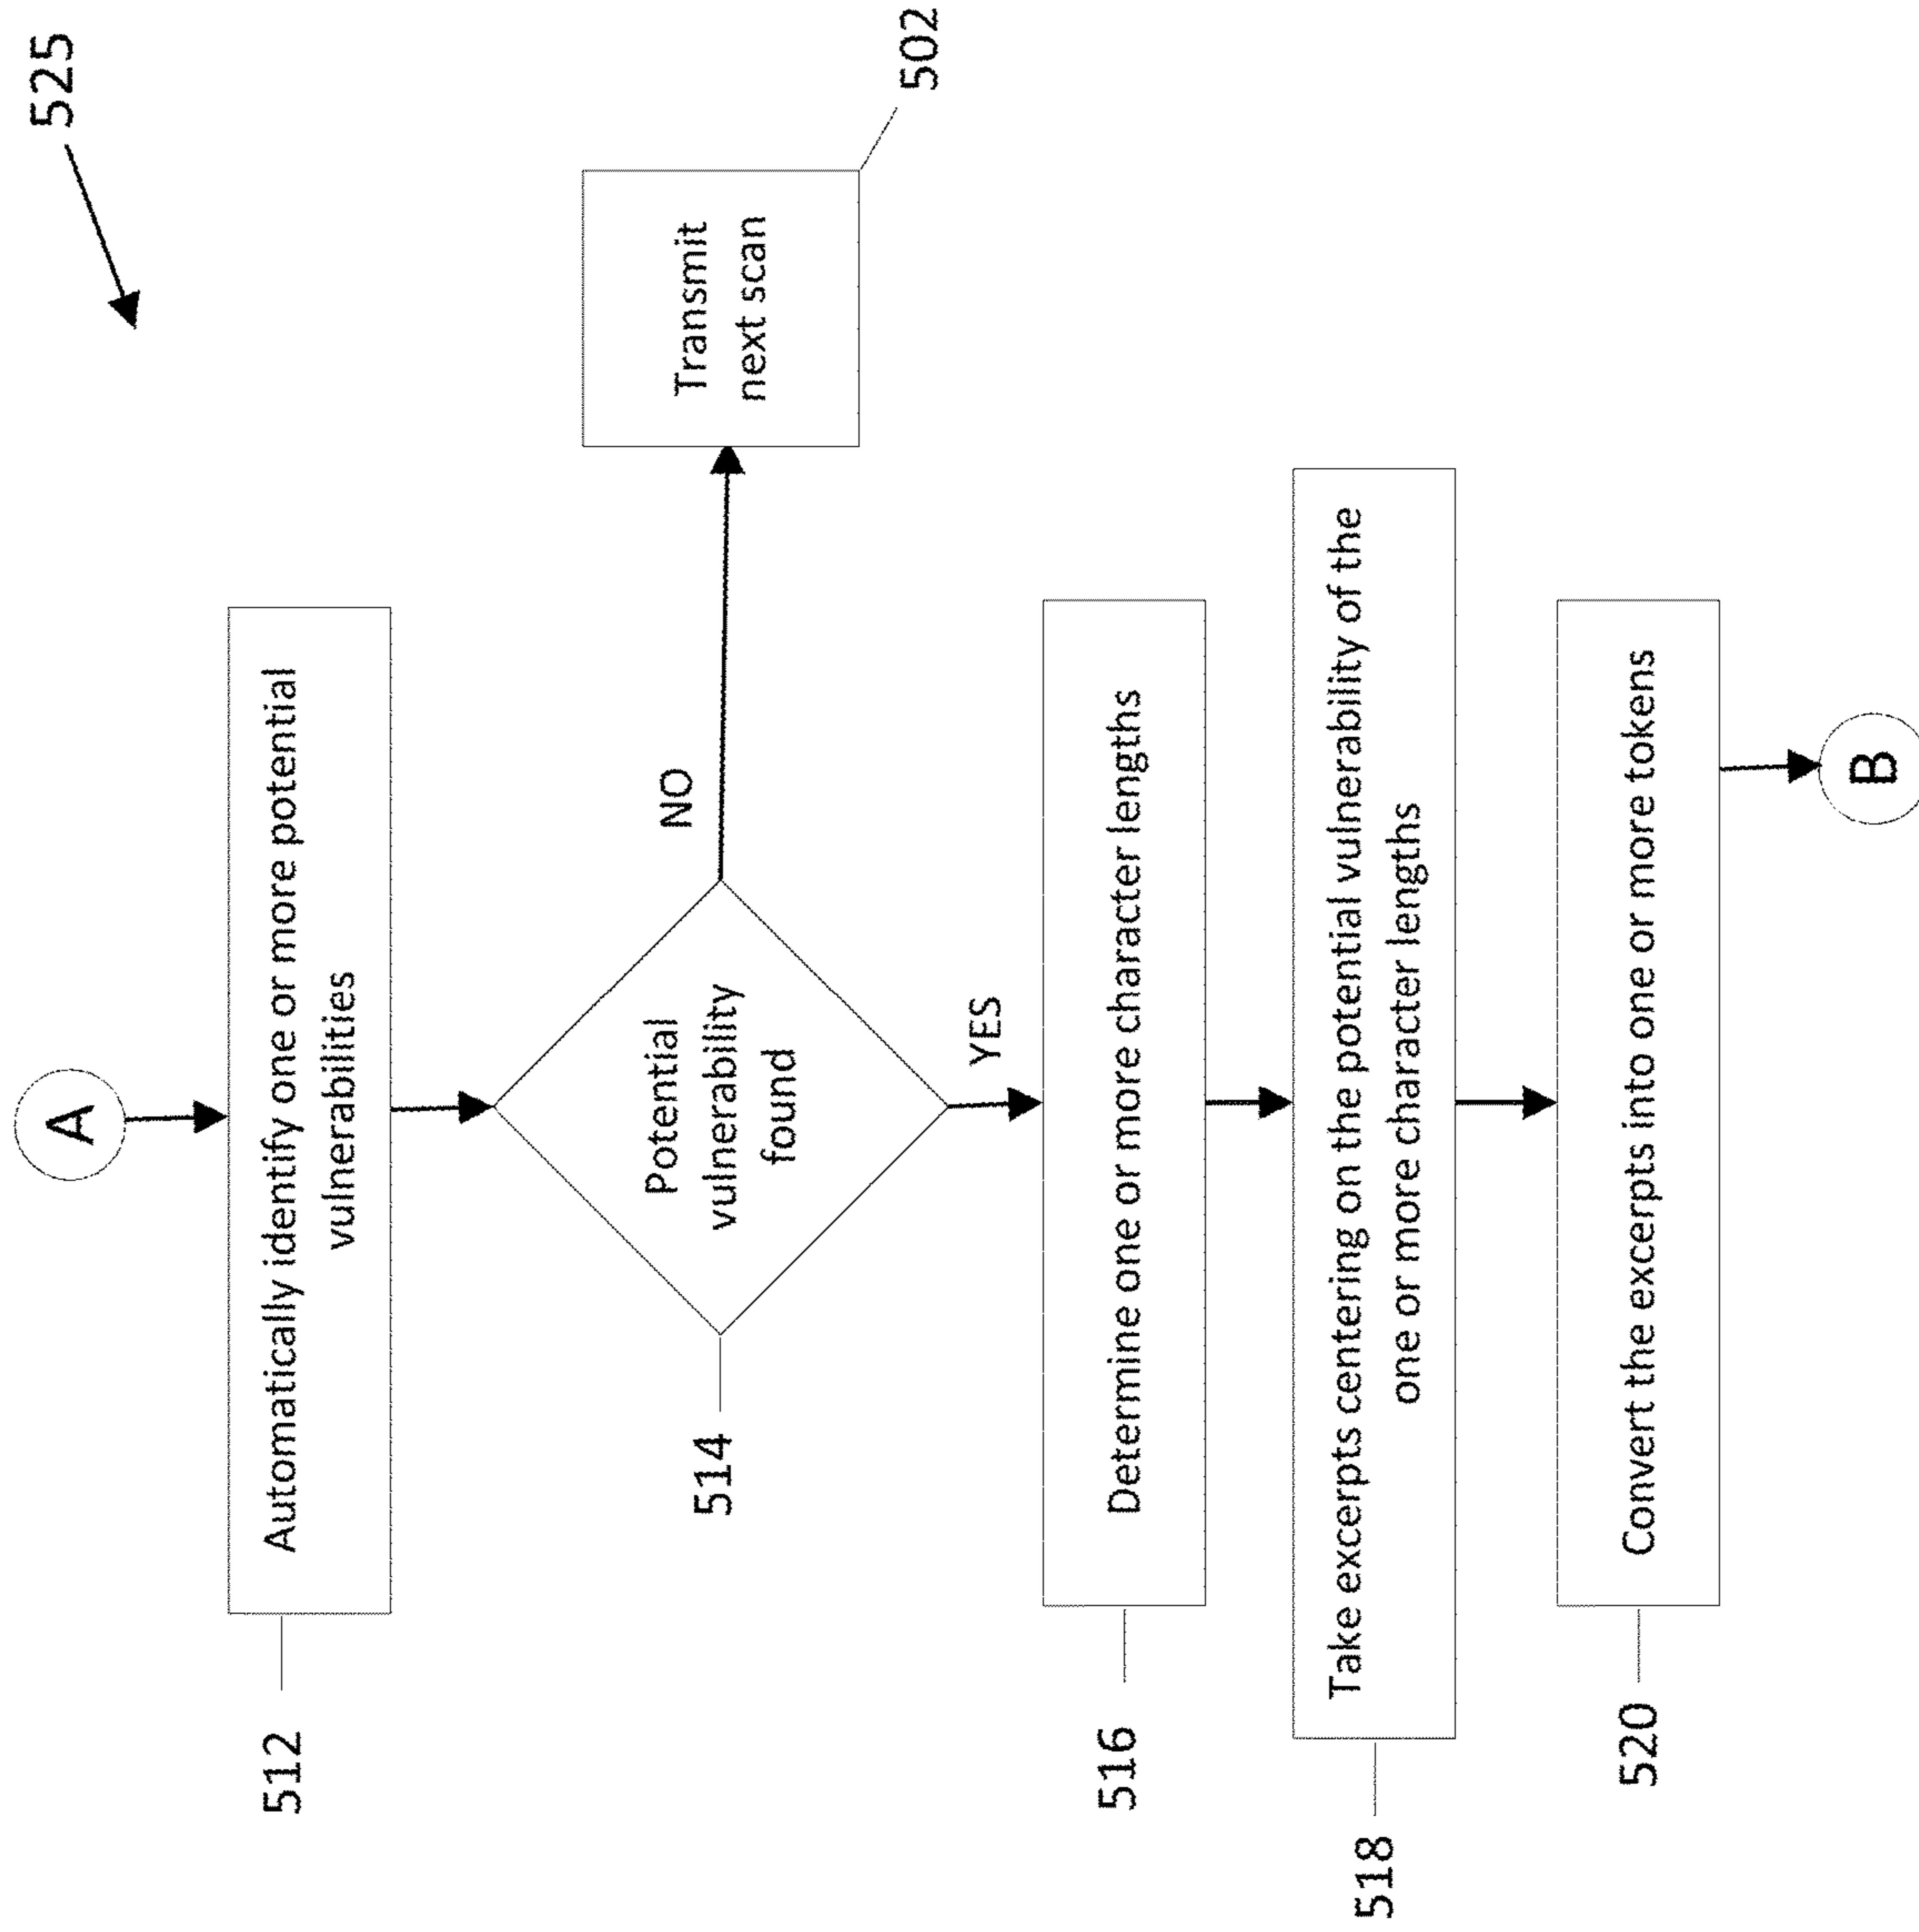 525
A
512
Automatically identify one or more potential
vulnerabilities
514
Potential
vulnerability
found
NO
Transmit
next scan
502
YES
516
Determine one or more character lengths
518
Take excerpts centering on the potential vulnerability of the
one or more character lengths
520
Convert the excerpts into one or more tokens
B